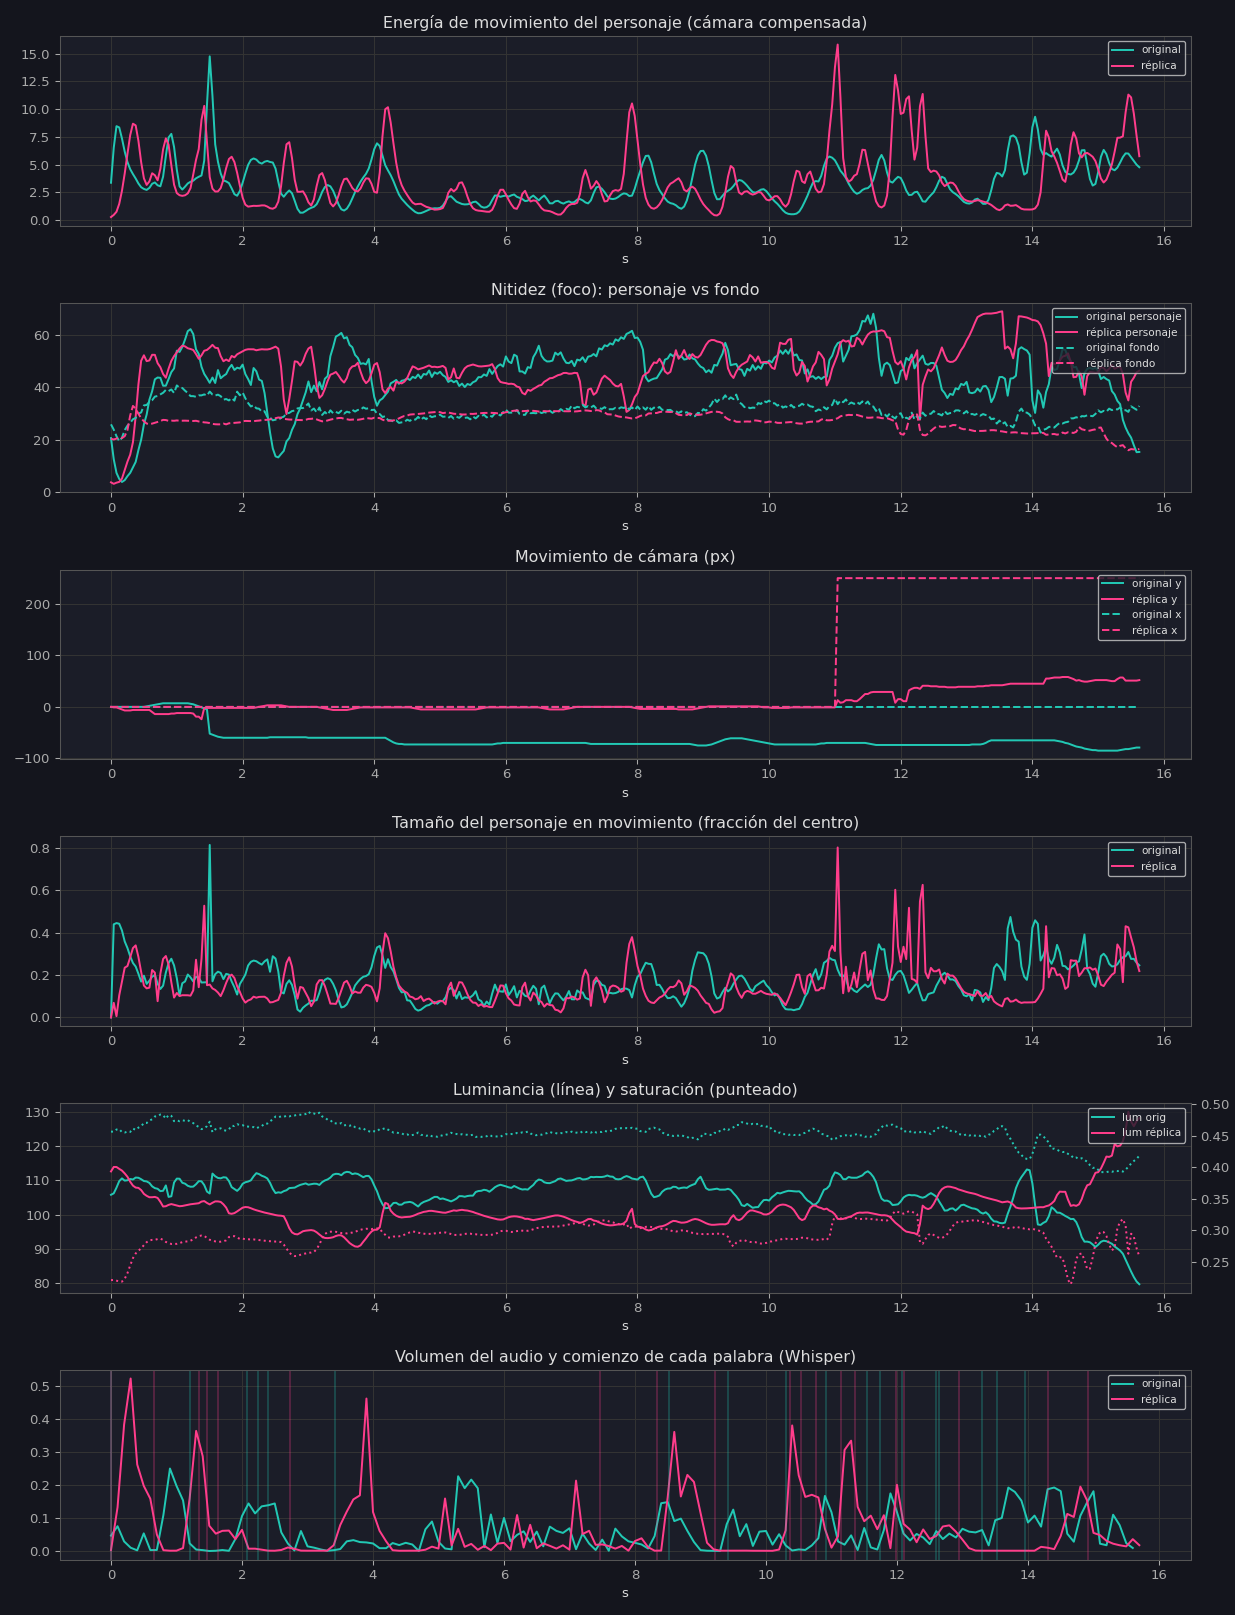 Energía de movimiento del personaje (cámara compensada)
15.0
12.5
10.0
7.5
5.0
2.5
0.0
original
réplica
0 2 4 6 8 10 12 14 16
s
Nitidez (foco): personaje vs fondo
60
40
20
0
original personaje
réplica personaje
original fondo
réplica fondo
0 2 4 6 8 10 12 14 16
s
Movimiento de cámara (px)
200
100
0
−100
original y
réplica y
original x
réplica x
0 2 4 6 8 10 12 14 16
s
Tamaño del personaje en movimiento (fracción del centro)
0.8
0.6
0.4
0.2
0.0
original
réplica
0 2 4 6 8 10 12 14 16
s
Luminancia (línea) y saturación (punteado)
130
120
110
100
90
80
lum orig
lum réplica
0.50
0.45
0.40
0.35
0.30
0.25
0 2 4 6 8 10 12 14 16
s
Volumen del audio y comienzo de cada palabra (Whisper)
0.5
0.4
0.3
0.2
0.1
0.0
original
réplica
0 2 4 6 8 10 12 14 16
s